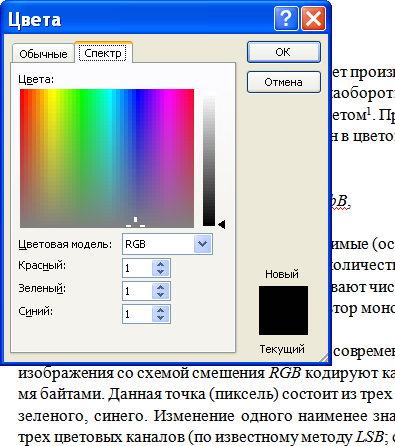 Цвета
Обычные
Спектр
ОК
Отмена
Цвета:
Цветовая модель: RGB
Красный: 1
Зеленый: 1
Синий: 1
Новый
Текущий
ет произ
наоборот
етом¹. Пр
н в цвето
bB,
имые (ос
количеств
вают чис
тор моно
современ
изображения со схемой смешения RGB кодируют ка
мя байтами. Данная точка (пиксель) состоит из трех
зеленого, синего. Изменение одного наименее зна
трех цветовых каналов (по известному методу LSB; с